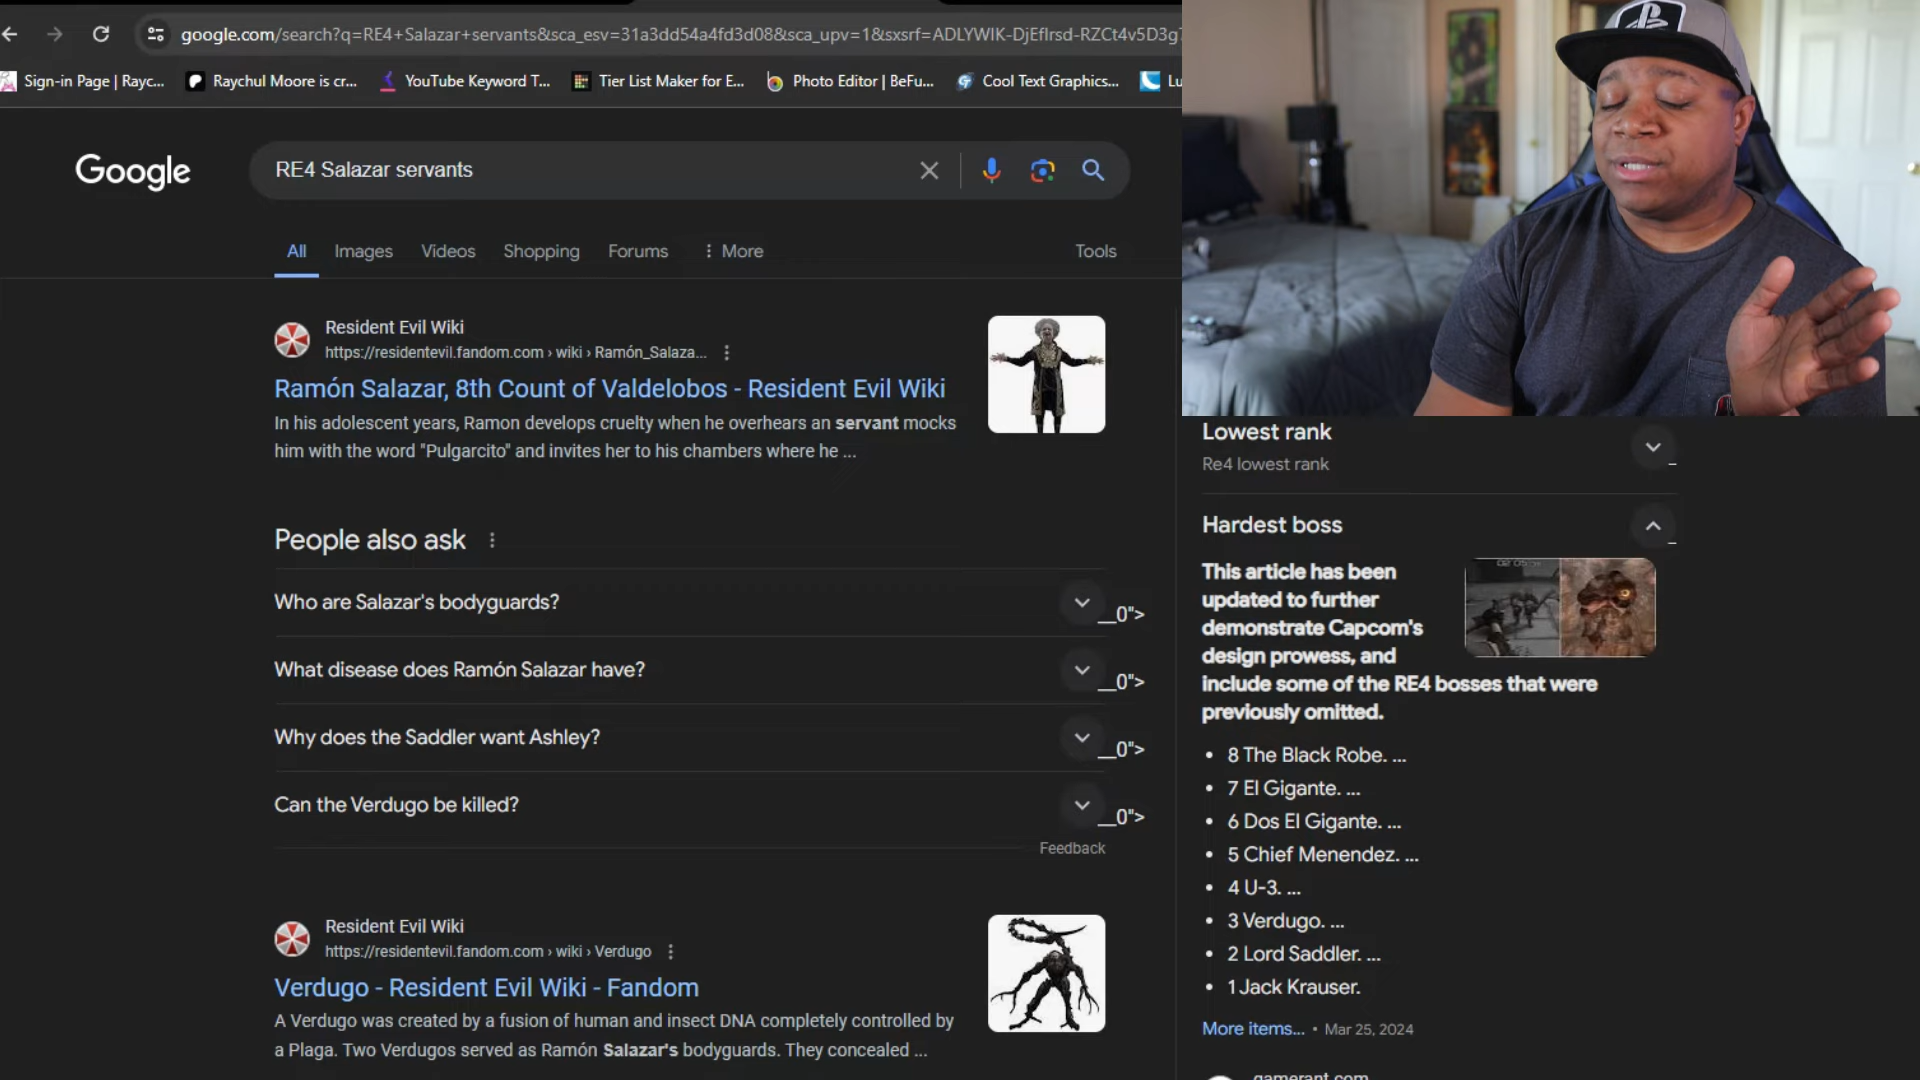 google.com/search?q=RE4+Salazar+servants&sca_esv=31a3dd54a4fd3d08&sca_upv=1&sxsrf=ADLYWIK-DjEfIrsd-RZCt4v5D3g7
Sign-in Page | Rayc...
Raychul Moore is cr...
YouTube Keyword T...
Tier List Maker for E...
Photo Editor | BeFu...
Cool Text Graphics...
Lu
Google
RE4 Salazar servants
All
Images
Videos
Shopping
Forums
More
Tools
Resident Evil Wiki
https://residentevil.fandom.com › wiki › Ramón_Salaza...
Ramón Salazar, 8th Count of Valdelobos - Resident Evil Wiki
In his adolescent years, Ramon develops cruelty when he overhears an servant mocks
him with the word "Pulgarcito" and invites her to his chambers where he ...
People also ask
Who are Salazar's bodyguards?
__0">
What disease does Ramón Salazar have?
__0">
Why does the Saddler want Ashley?
__0">
Can the Verdugo be killed?
__0">
Feedback
Resident Evil Wiki
https://residentevil.fandom.com › wiki › Verdugo
Verdugo - Resident Evil Wiki - Fandom
A Verdugo was created by a fusion of human and insect DNA completely controlled by
a Plaga. Two Verdugos served as Ramón Salazar's bodyguards. They concealed ...
Lowest rank
Re4 lowest rank
_
Hardest boss
_
This article has been
updated to further
demonstrate Capcom's
design prowess, and
include some of the RE4 bosses that were
previously omitted.
• 8 The Black Robe. ...
• 7 El Gigante. ...
• 6 Dos El Gigante. ...
• 5 Chief Menendez. ...
• 4 U-3. ...
• 3 Verdugo. ...
• 2 Lord Saddler. ...
• 1 Jack Krauser.
More items... • Mar 25, 2024
gamerant.com